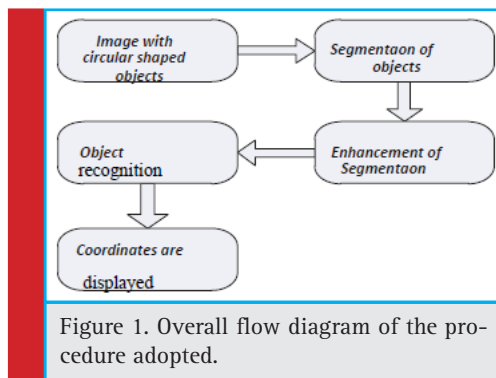 Image with
circular shaped
objects
Segmentaon of
objects
Enhancement of
Segmentaon
Object
recognition
Coordinates are
displayed
Figure 1. Overall flow diagram of the pro-
cedure adopted.